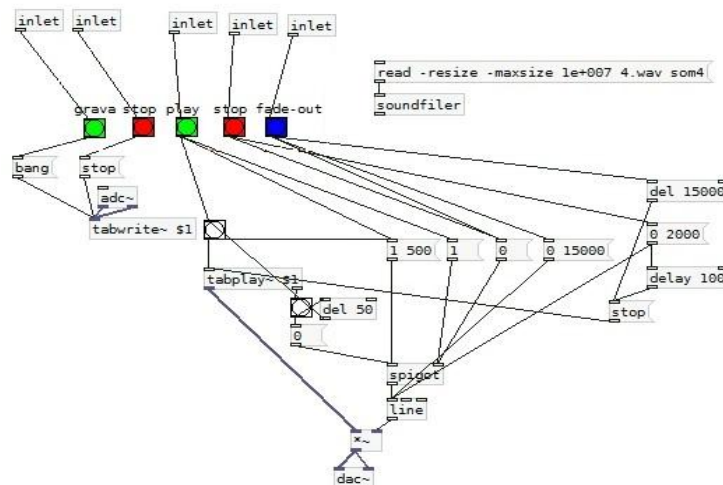 inlet inlet inlet inlet inlet
read -resize -maxsize 1e+007 4.wav som4
soundfiler
grava stop play stop fade-out
bang stop
adc~
del 15000
tabwrite~ $1
0 2000
1 500 1 0 0 15000
tabplay~ $1
delay 100
del 50
stop
0
spigot
line
*~
dac~